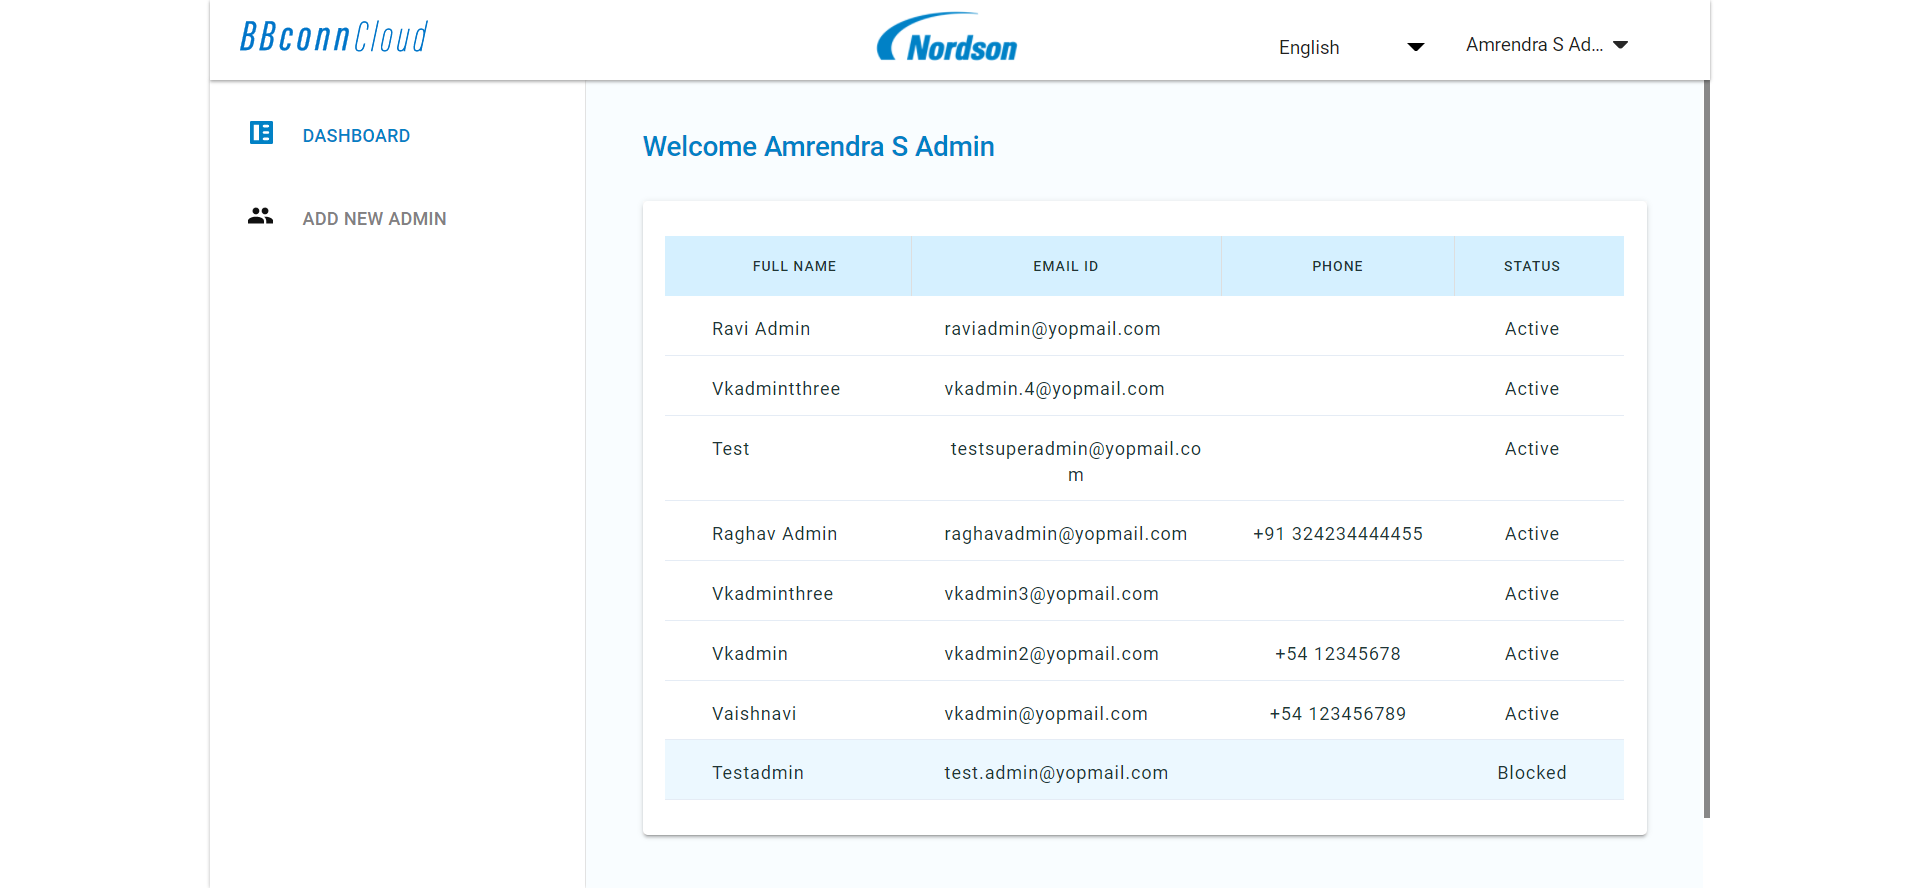 BBconnCloud
Nordson
English
Amrendra S Ad...
DASHBOARD
ADD NEW ADMIN
Welcome Amrendra S Admin
FULL NAME EMAIL ID PHONE STATUS
Ravi Admin raviadmin@yopmail.com Active
Vkadmintthree vkadmin.4@yopmail.com Active
Test testsuperadmin@yopmail.co Active
m
Raghav Admin raghavadmin@yopmail.com +91 324234444455 Active
Vkadminthree vkadmin3@yopmail.com Active
Vkadmin vkadmin2@yopmail.com +54 12345678 Active
Vaishnavi vkadmin@yopmail.com +54 123456789 Active
Testadmin test.admin@yopmail.com Blocked